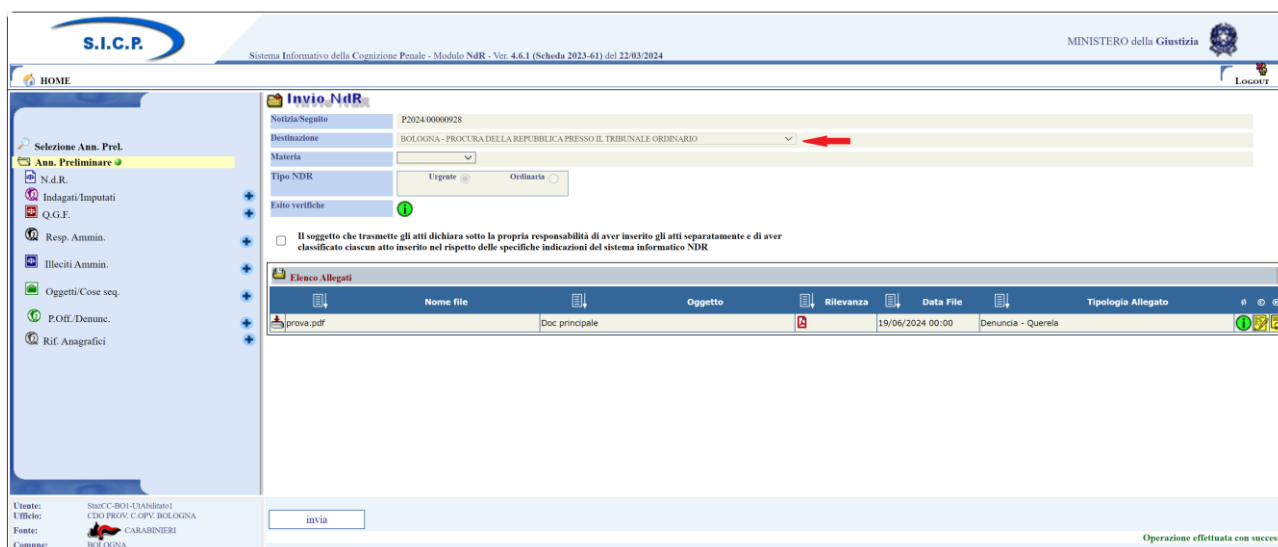 S.I.C.P.
Sistema Informativo della Cognizione Penale - Modulo NdR - Ver. 4.6.1 (Scheda 2023-61) del 22/03/2024
MINISTERO della Giustizia
HOME
LOGOUT
Invio NdR
Notizia/Seguito P2024/00000928
Destinazione BOLOGNA - PROCURA DELLA REPUBBLICA PRESSO IL TRIBUNALE ORDINARIO
Materia
Tipo NDR Urgente Ordinaria
Esito verifiche
Il soggetto che trasmette gli atti dichiara sotto la propria responsabilità di aver inserito gli atti separatamente e di aver
classificato ciascun atto inserito nel rispetto delle specifiche indicazioni del sistema informatico NDR
Elenco Allegati
Nome file Oggetto Rilevanza Data File Tipologia Allegato
prova.pdf Doc principale 19/06/2024 00:00 Denuncia - Querela
invia
Operazione effettuata con succes
Selezione Ann. Prel.
Ann. Preliminare
N.d.R.
Indagati/Imputati
Q.G.F.
Resp. Ammin.
Illeciti Ammin.
Oggetti/Cose seq.
P.Off./Denunc.
Rif. Anagrafici
Utente: StazCC-BO1-UtAbilitato1
Ufficio: CDO PROV. C.OPV. BOLOGNA
Fonte: CARABINIERI
Comune: BOLOGNA